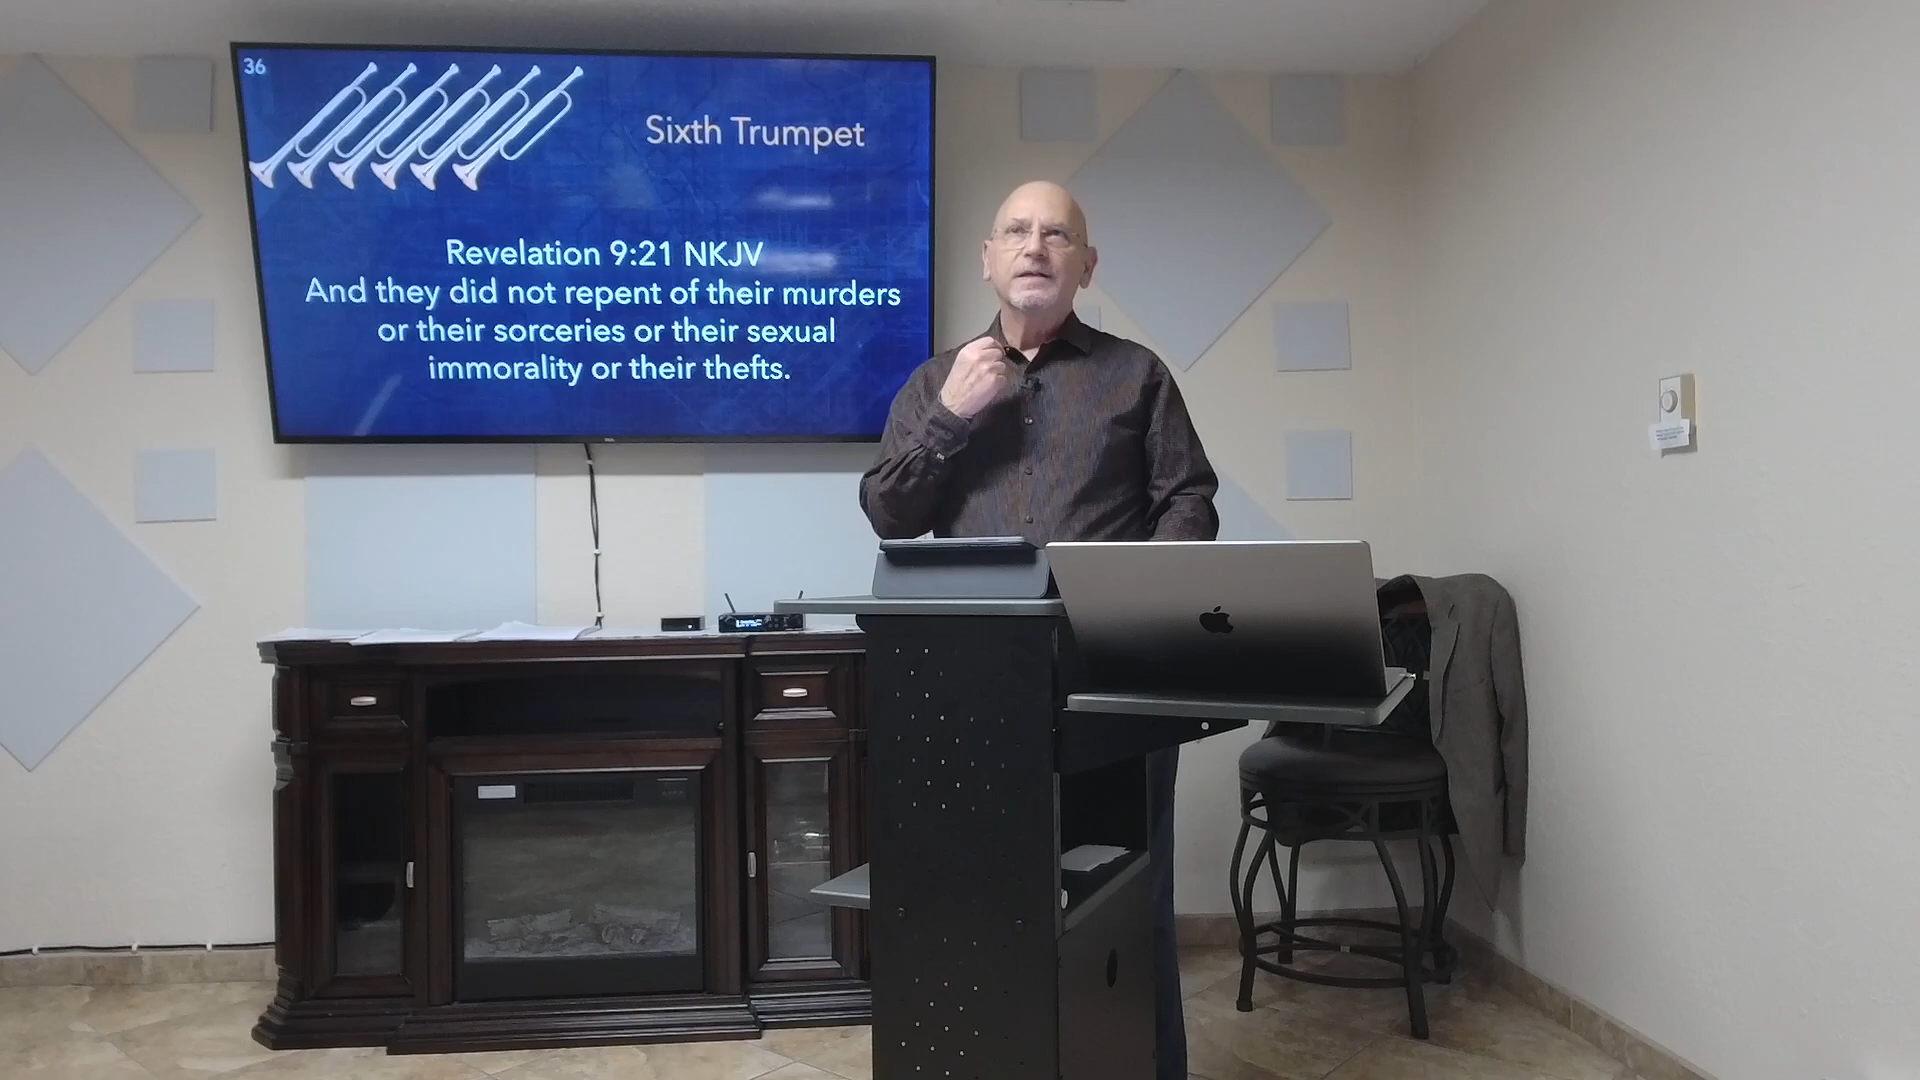 36
Sixth Trumpet
Revelation 9:21 NKJV
And they did not repent of their murders
or their sorceries or their sexual
immorality or their thefts.